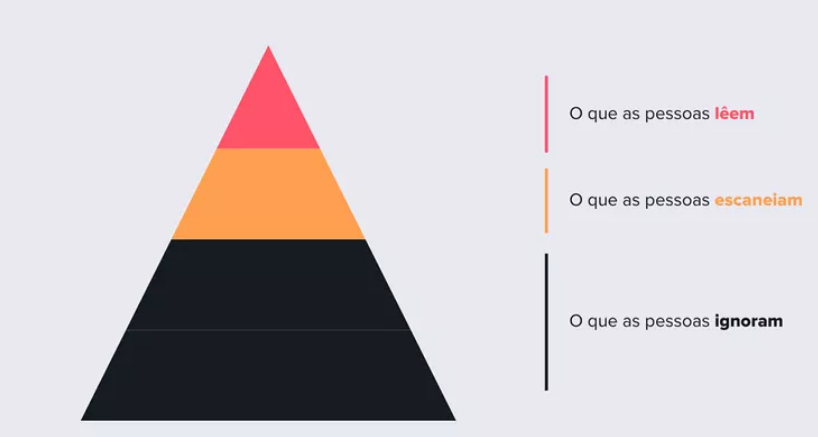 O que as pessoas lêem
O que as pessoas escaneiam
O que as pessoas ignoram